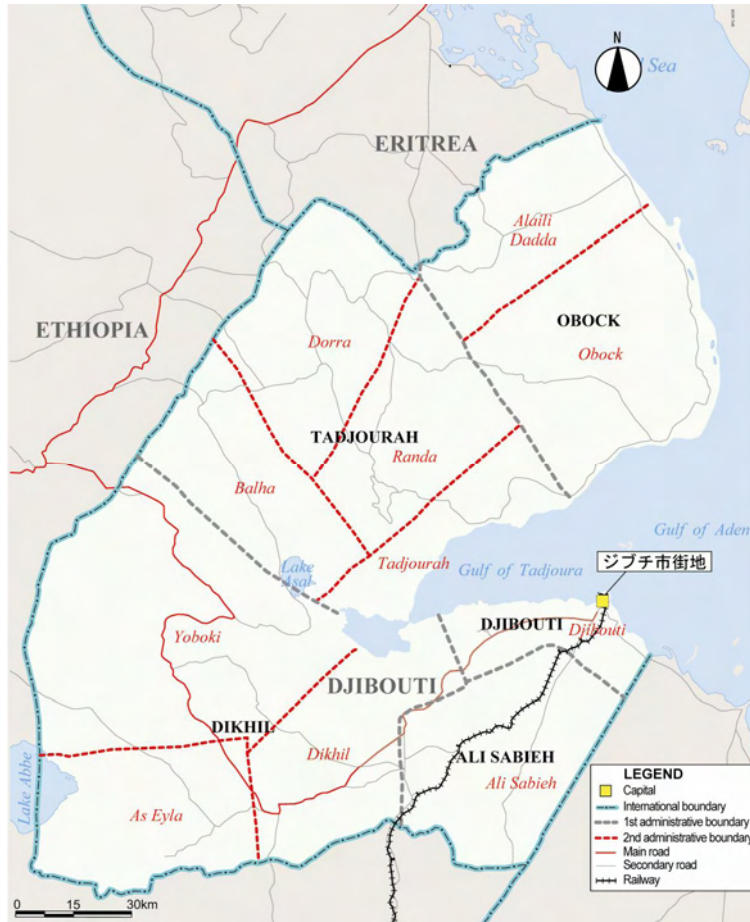 N
Sea
ERITREA
Alaili
Dadda
ETHIOPIA
OBOCK
Dorra
Obock
TADJOURAH
Randa
Balha
Gulf of Aden
Lake
Asal
Tadjourah
Gulf of Tadjoura
ジブチ市街地
Yoboki
DJIBOUTI
Djibouti
DJIBOUTI
DIKHIL
Dikhil
ALI SABIEH
Ali Sabieh
Lake Abbe
As Eyla
LEGEND
Capital
International boundary
1st administrative boundary
2nd administrative boundary
Main road
Secondary road
Railway
0 15 30km